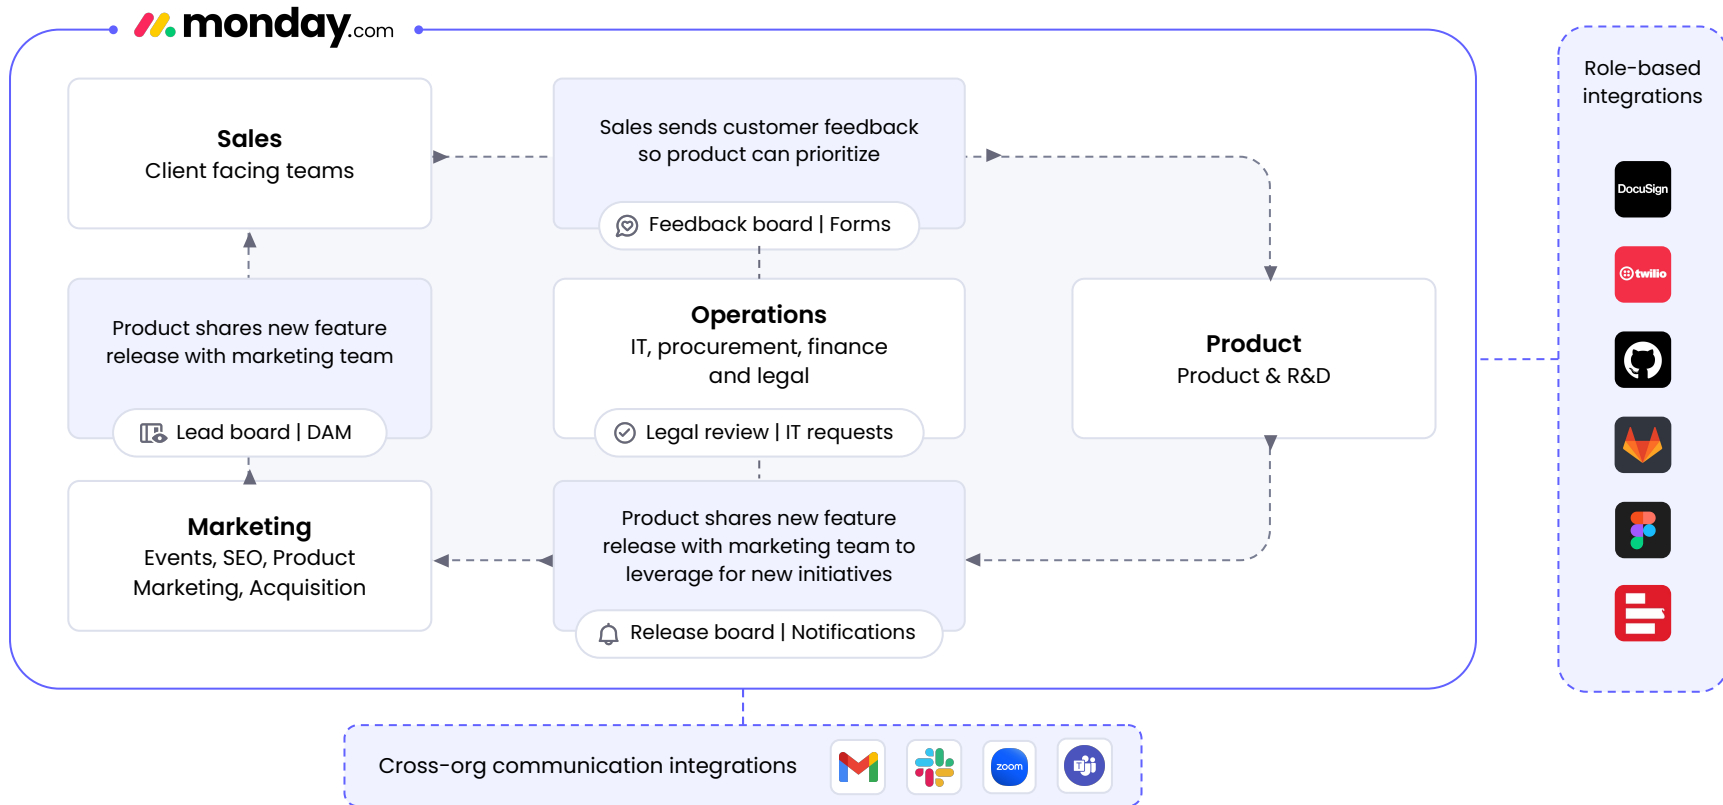 monday.com
Sales
Client facing teams
Sales sends customer feedback
so product can prioritize
Feedback board | Forms
Product shares new feature
release with marketing team
Lead board | DAM
Operations
IT, procurement, finance
and legal
Legal review | IT requests
Product
Product & R&D
Marketing
Events, SEO, Product
Marketing, Acquisition
Product shares new feature
release with marketing team to
leverage for new initiatives
Release board | Notifications
Role-based
integrations
DocuSign
twilio
Cross-org communication integrations
zoom
T